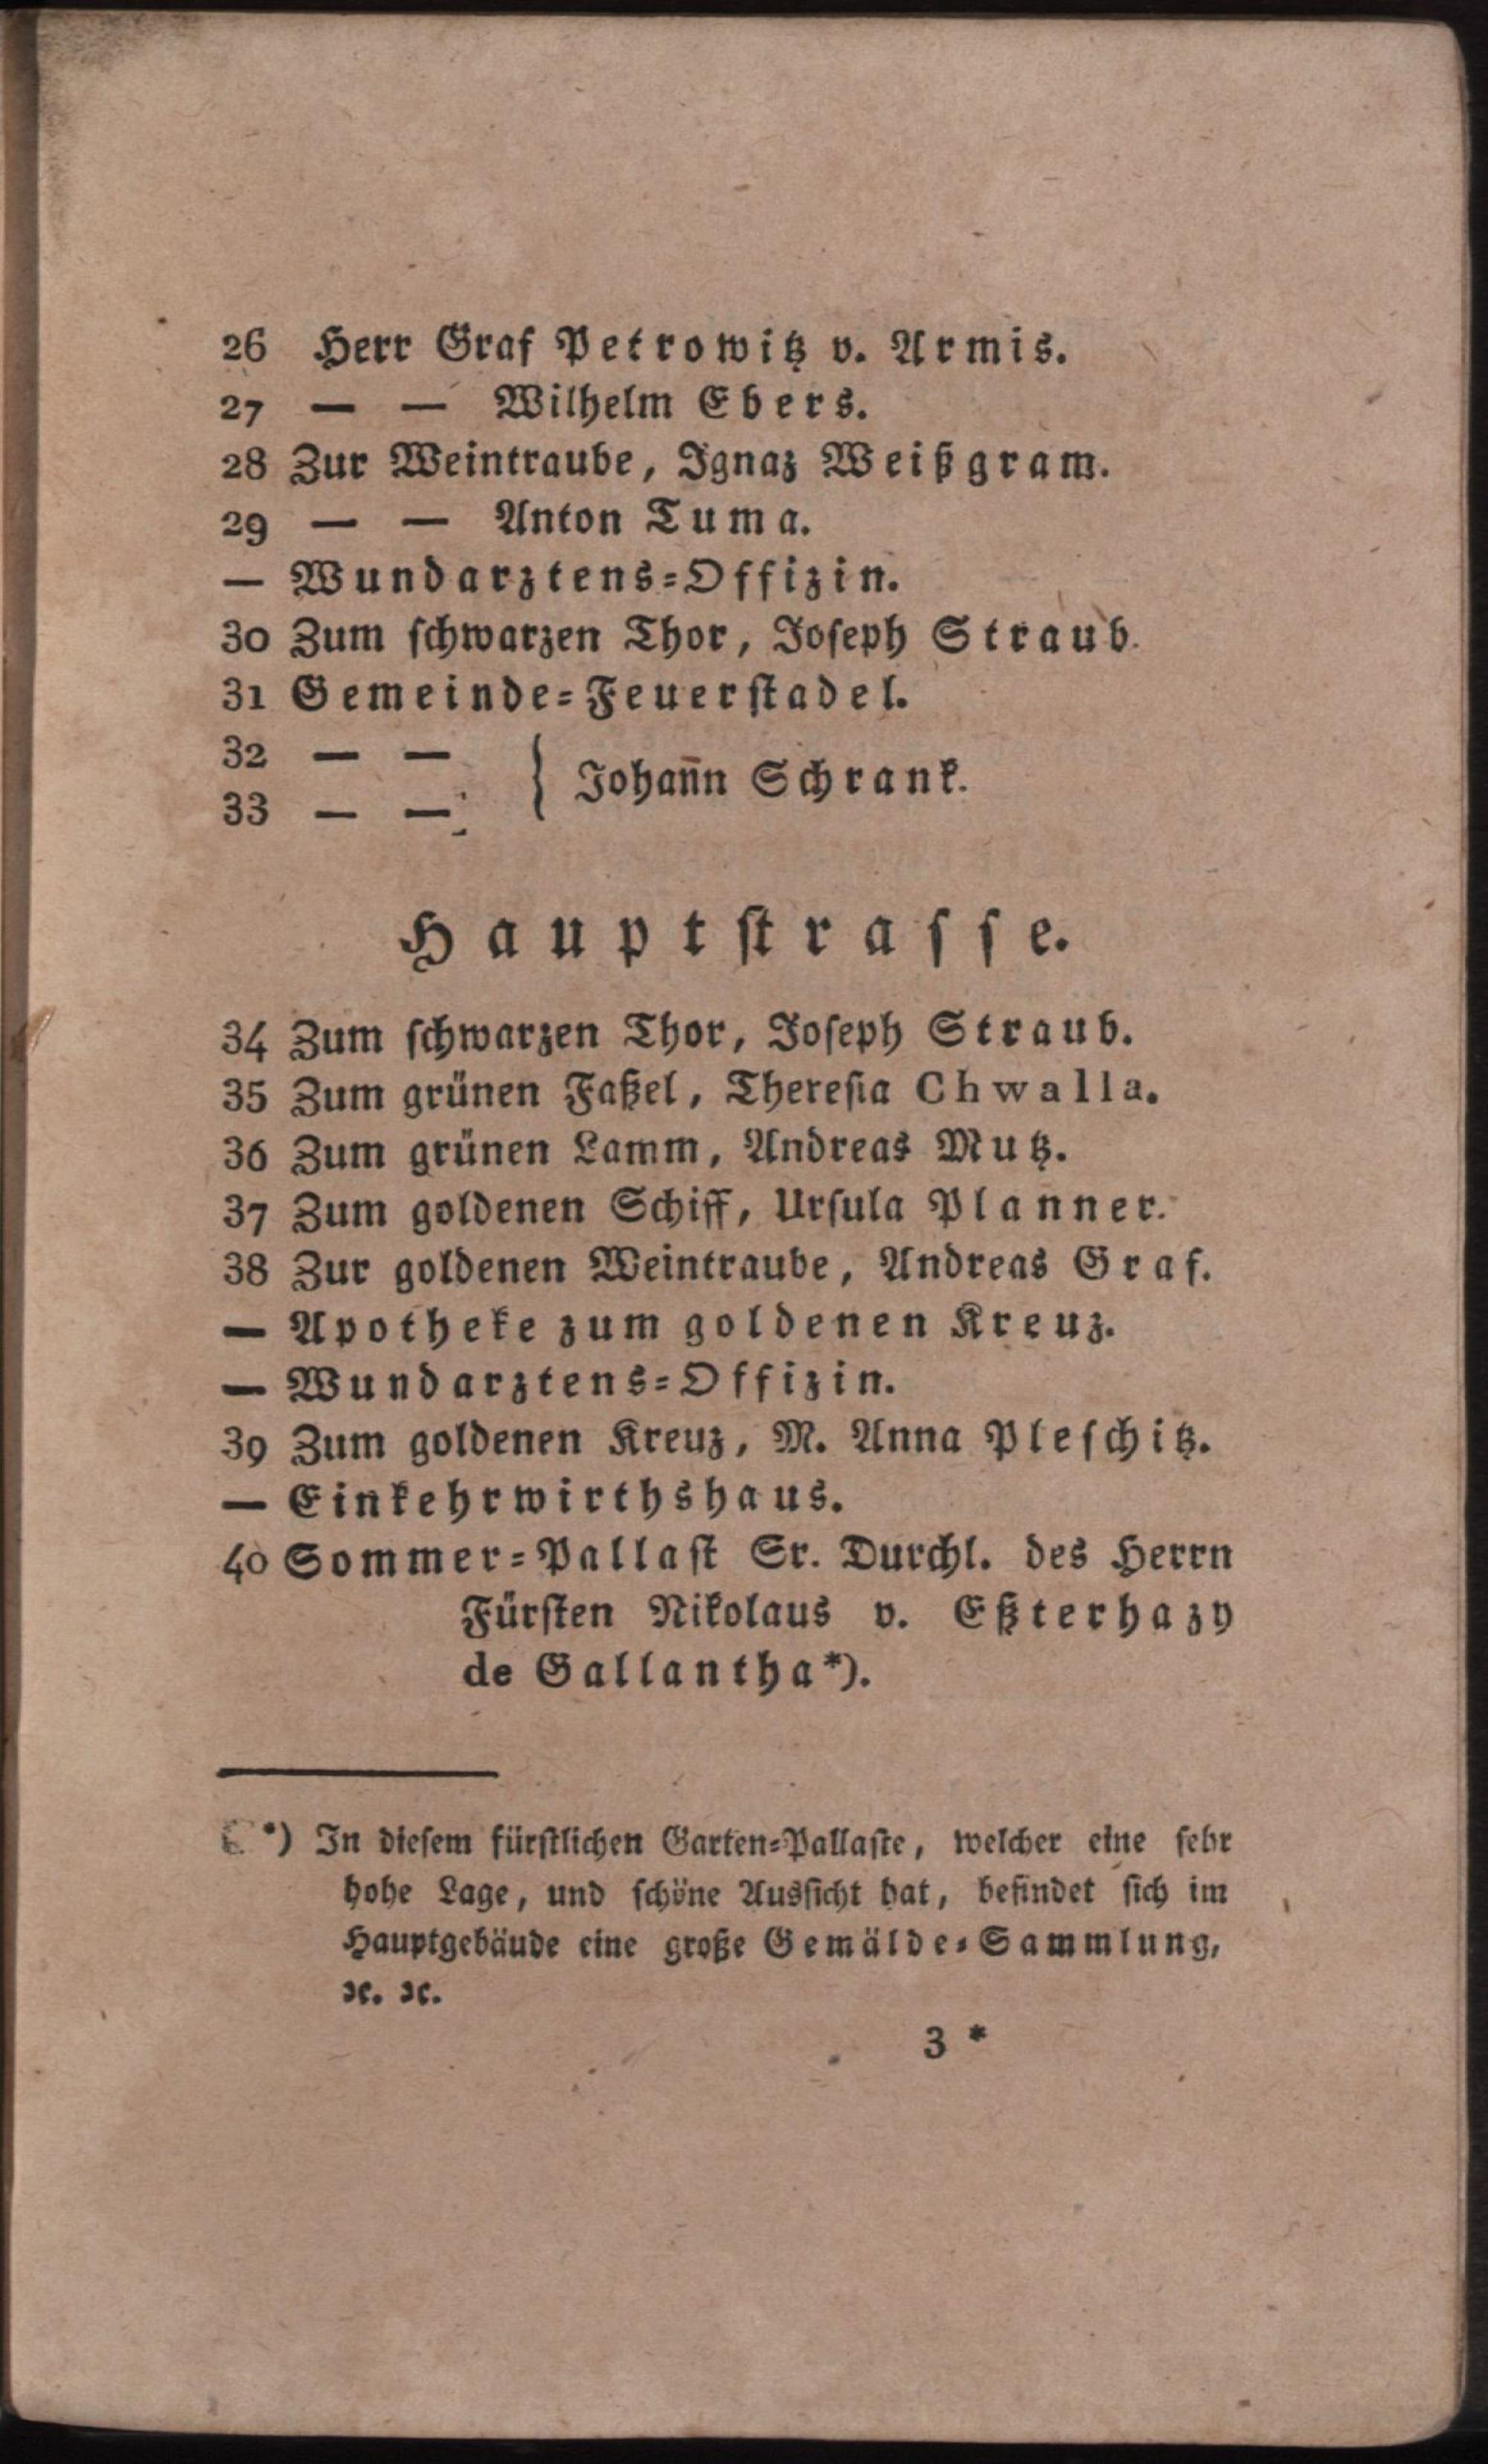 26 Herr Graf Petrowitz v. Armis.
27 — — Wilhelm Ebers.
28 Zur Weintraube, Ignaz Weißgram.
29 — — Anton Tuma.
— Wundarztens-Offizin.
30 Zum schwarzen Thor, Joseph Straub.
31 Gemeinde-Feuerstadel.
32 — —
} Johan̄n Schrank.
33 — —
Hauptstrasse.
34 Zum schwarzen Thor, Joseph Straub.
35 Zum grünen Faßel, Theresia Chwalla.
36 Zum grünen Lamm, Andreas Mutz.
37 Zum goldenen Schiff, Ursula Planner.
38 Zur goldenen Weintraube, Andreas Graf.
— Apotheke zum goldenen Kreuz.
— Wundarztens-Offizin.
39 Zum goldenen Kreuz, M. Anna Pleschitz.
— Einkehrwirthshaus.
40 Sommer-Pallast Sr. Durchl. des Herrn
Fürsten Nikolaus v. Eßterhazy
de Gallantha*).
*) In diesem fürstlichen Garten-Pallaste, welcher eine sehr
hohe Lage, und schöne Aussicht hat, befindet sich im
Hauptgebäude eine große Gemälde-Sammlung,
ꝛc. ꝛc.
3 *